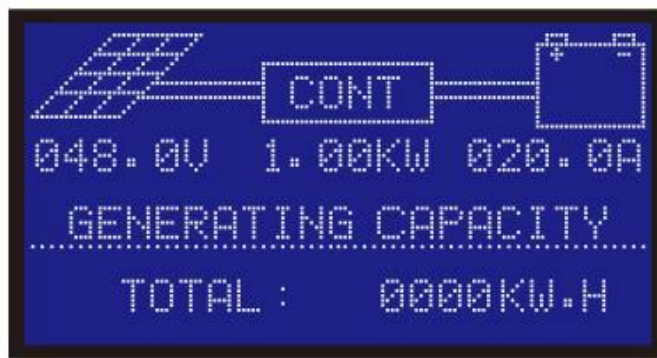 CONT
048.0V 1.00KW 020.0A
GENERATING CAPACITY
TOTAL: 0000KW.H